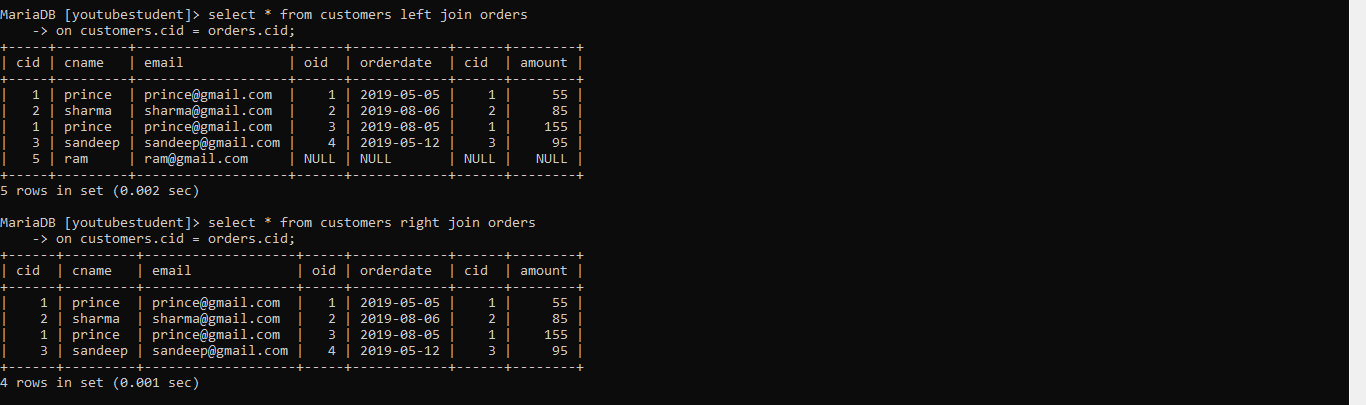 MariaDB [youtubestudent]> select * from customers left join orders
    -> on customers.cid = orders.cid;
+-----+---------+-------------------+------+------------+------+--------+
| cid | cname   | email             | oid  | orderdate  | cid  | amount |
+-----+---------+-------------------+------+------------+------+--------+
|   1 | prince  | prince@gmail.com  |    1 | 2019-05-05 |    1 |     55 |
|   2 | sharma  | sharma@gmail.com  |    2 | 2019-08-06 |    2 |     85 |
|   1 | prince  | prince@gmail.com  |    3 | 2019-08-05 |    1 |    155 |
|   3 | sandeep | sandeep@gmail.com |    4 | 2019-05-12 |    3 |     95 |
|   5 | ram     | ram@gmail.com     | NULL | NULL       | NULL |   NULL |
+-----+---------+-------------------+------+------------+------+--------+
5 rows in set (0.002 sec)

MariaDB [youtubestudent]> select * from customers right join orders
    -> on customers.cid = orders.cid;
+------+---------+-------------------+-----+------------+------+--------+
| cid  | cname   | email             | oid | orderdate  | cid  | amount |
+------+---------+-------------------+-----+------------+------+--------+
|    1 | prince  | prince@gmail.com  |   1 | 2019-05-05 |    1 |     55 |
|    2 | sharma  | sharma@gmail.com  |   2 | 2019-08-06 |    2 |     85 |
|    1 | prince  | prince@gmail.com  |   3 | 2019-08-05 |    1 |    155 |
|    3 | sandeep | sandeep@gmail.com |   4 | 2019-05-12 |    3 |     95 |
+------+---------+-------------------+-----+------------+------+--------+
4 rows in set (0.001 sec)